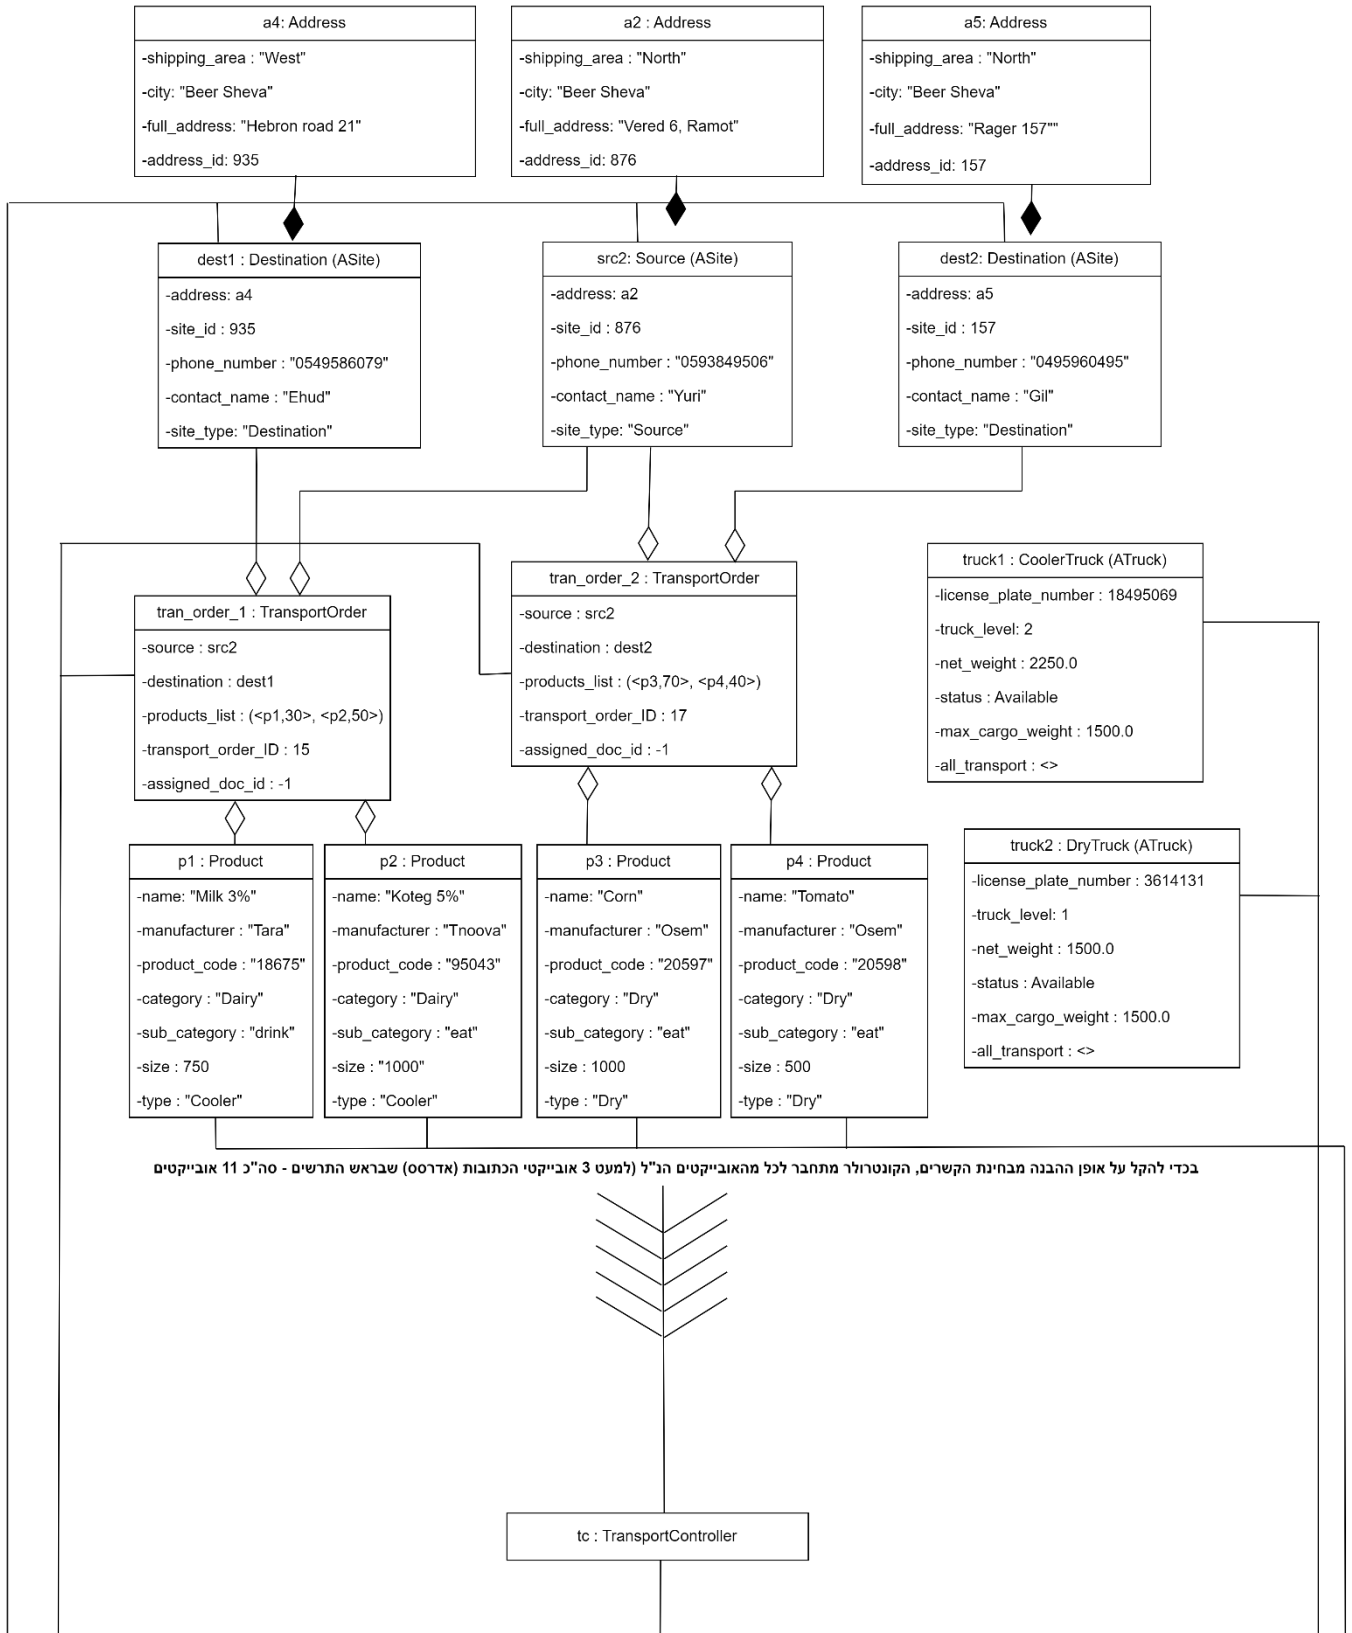 a4: Address
-shipping_area : "West"
-city: "Beer Sheva"
-full_address: "Hebron road 21"
-address_id: 935
a2 : Address
-shipping_area : "North"
-city: "Beer Sheva"
-full_address: "Vered 6, Ramot"
-address_id: 876
a5: Address
-shipping_area : "North"
-city: "Beer Sheva"
-full_address: "Rager 157""
-address_id: 157
dest1 : Destination (ASite)
-address: a4
-site_id : 935
-phone_number : "0549586079"
-contact_name : "Ehud"
-site_type: "Destination"
src2: Source (ASite)
-address: a2
-site_id : 876
-phone_number : "0593849506"
-contact_name : "Yuri"
-site_type: "Source"
dest2: Destination (ASite)
-address: a5
-site_id : 157
-phone_number : "0495960495"
-contact_name : "Gil"
-site_type: "Destination"
tran_order_1 : TransportOrder
-source : src2
-destination : dest1
-products_list : (<p1,30>, <p2,50>)
-transport_order_ID : 15
-assigned_doc_id : -1
tran_order_2 : TransportOrder
-source : src2
-destination : dest2
-products_list : (<p3,70>, <p4,40>)
-transport_order_ID : 17
-assigned_doc_id : -1
truck1 : CoolerTruck (ATruck)
-license_plate_number : 18495069
-truck_level: 2
-net_weight : 2250.0
-status : Available
-max_cargo_weight : 1500.0
-all_transport : <>
truck2 : DryTruck (ATruck)
-license_plate_number : 3614131
-truck_level: 1
-net_weight : 1500.0
-status : Available
-max_cargo_weight : 1500.0
-all_transport : <>
p1 : Product
-name: "Milk 3%"
-manufacturer : "Tara"
-product_code : "18675"
-category : "Dairy"
-sub_category : "drink"
-size : 750
-type : "Cooler"
p2 : Product
-name: "Koteg 5%"
-manufacturer : "Tnoova"
-product_code : "95043"
-category : "Dairy"
-sub_category : "eat"
-size : "1000"
-type : "Cooler"
p3 : Product
-name: "Corn"
-manufacturer : "Osem"
-product_code : "20597"
-category : "Dry"
-sub_category : "eat"
-size : 1000
-type : "Dry"
p4 : Product
-name: "Tomato"
-manufacturer : "Osem"
-product_code : "20598"
-category : "Dry"
-sub_category : "eat"
-size : 500
-type : "Dry"
בכדי להקל על אופן ההבנה מבחינת הקשרים, הקונטרולר מתחבר לכל מהאובייקטים הנ"ל (למעט 3 אובייקטי הכתובות (אדרסס) שבראש התרשים - סה"כ 11 אובייקטים
tc : TransportController